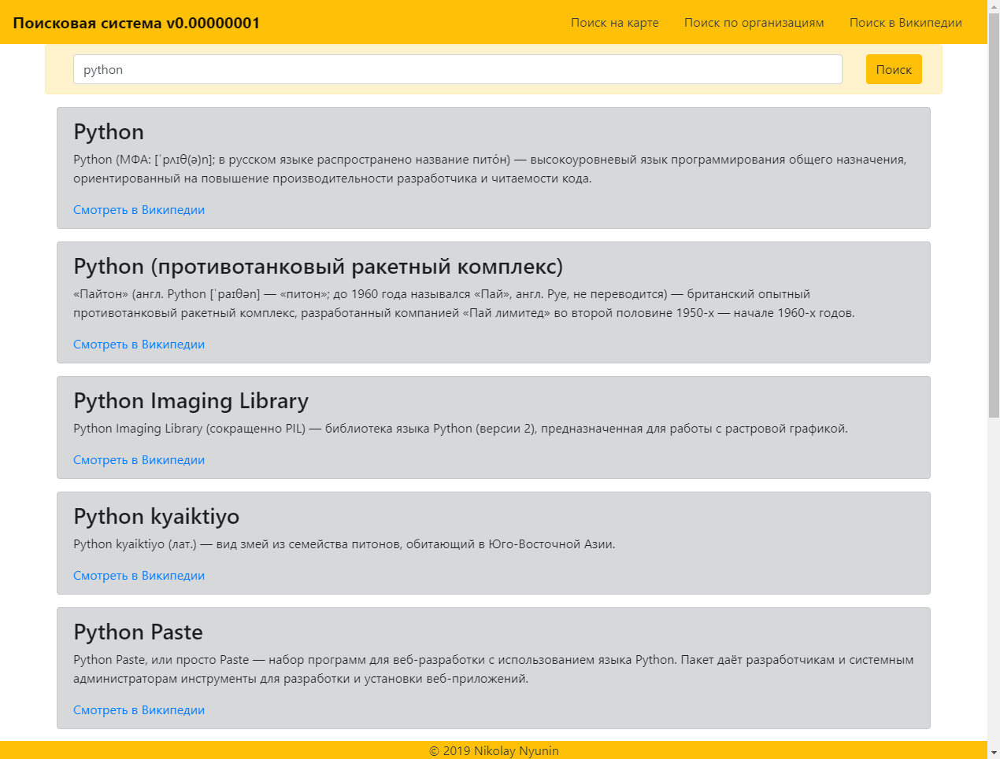 Поисковая система v0.00000001
Поиск на карте
Поиск по организациям
Поиск в Википедии
python
Поиск
Python
Python (МФА: [ˈpʌɪθ(ə)n]; в русском языке распространено название пито́н) — высокоуровневый язык программирования общего назначения,
ориентированный на повышение производительности разработчика и читаемости кода.
Смотреть в Википедии
Python (противотанковый ракетный комплекс)
«Пайтон» (англ. Python [ˈpaɪθən] — «питон»; до 1960 года назывался «Пай», англ. Pye, не переводится) — британский опытный
противотанковый ракетный комплекс, разработанный компанией «Пай лимитед» во второй половине 1950-х — начале 1960-х годов.
Смотреть в Википедии
Python Imaging Library
Python Imaging Library (сокращенно PIL) — библиотека языка Python (версии 2), предназначенная для работы с растровой графикой.
Смотреть в Википедии
Python kyaiktiyo
Python kyaiktiyo (лат.) — вид змей из семейства питонов, обитающий в Юго-Восточной Азии.
Смотреть в Википедии
Python Paste
Python Paste, или просто Paste — набор программ для веб-разработки с использованием языка Python. Пакет даёт разработчикам и системным
администраторам инструменты для разработки и установки веб-приложений.
Смотреть в Википедии
© 2019 Nikolay Nyunin